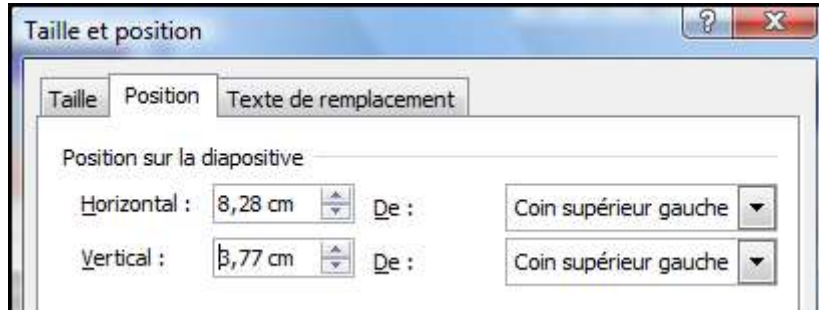 Taille et position
Taille Position Texte de remplacement
Position sur la diapositive
Horizontal : 8,28 cm De : Coin supérieur gauche
Vertical : 3,77 cm De : Coin supérieur gauche